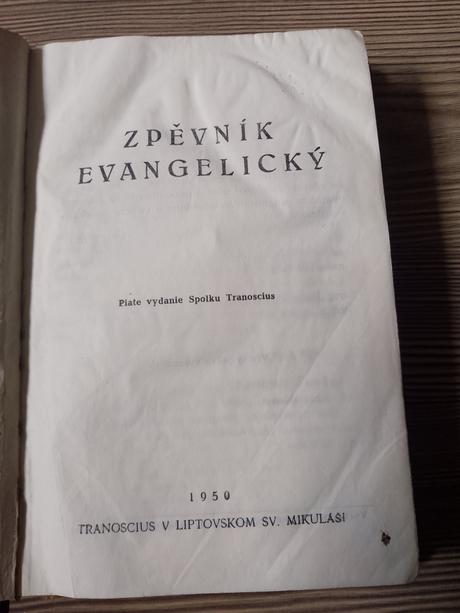 ZPĚVNÍK
EVANGELICKÝ
Piate vydanie Spolku Tranoscius
1950
TRANOSCIUS V LIPTOVSKOM SV. MIKULÁŠI